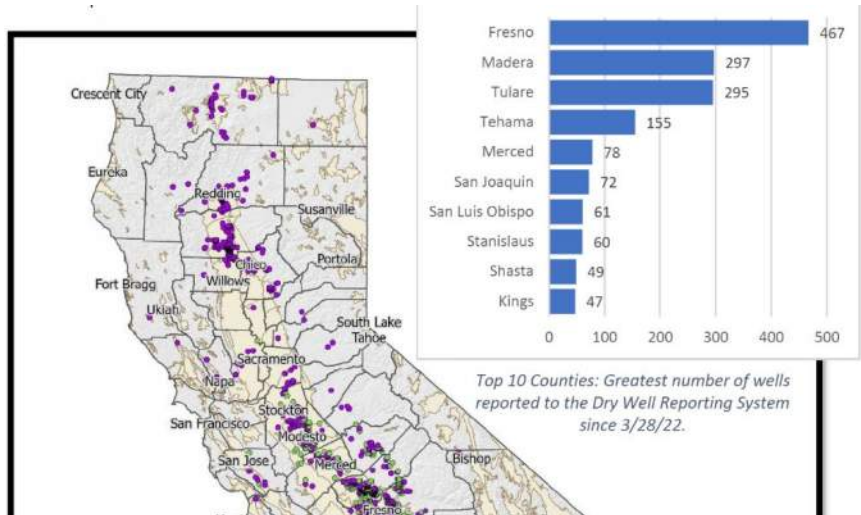 Fresno 467
Madera 297
Tulare 295
Tehama 155
Merced 78
San Joaquin 72
San Luis Obispo 61
Stanislaus 60
Shasta 49
Kings 47
0 100 200 300 400 500
Top 10 Counties: Greatest number of wells
reported to the Dry Well Reporting System
since 3/28/22.
Crescent City
Eureka
Redding
Susanville
Chico
Portola
Willows
Fort Bragg
Ukiah
South Lake
Tahoe
Sacramento
Napa
Stockton
San Francisco
Modesto
San Jose
Merced
Bishop
Fresno